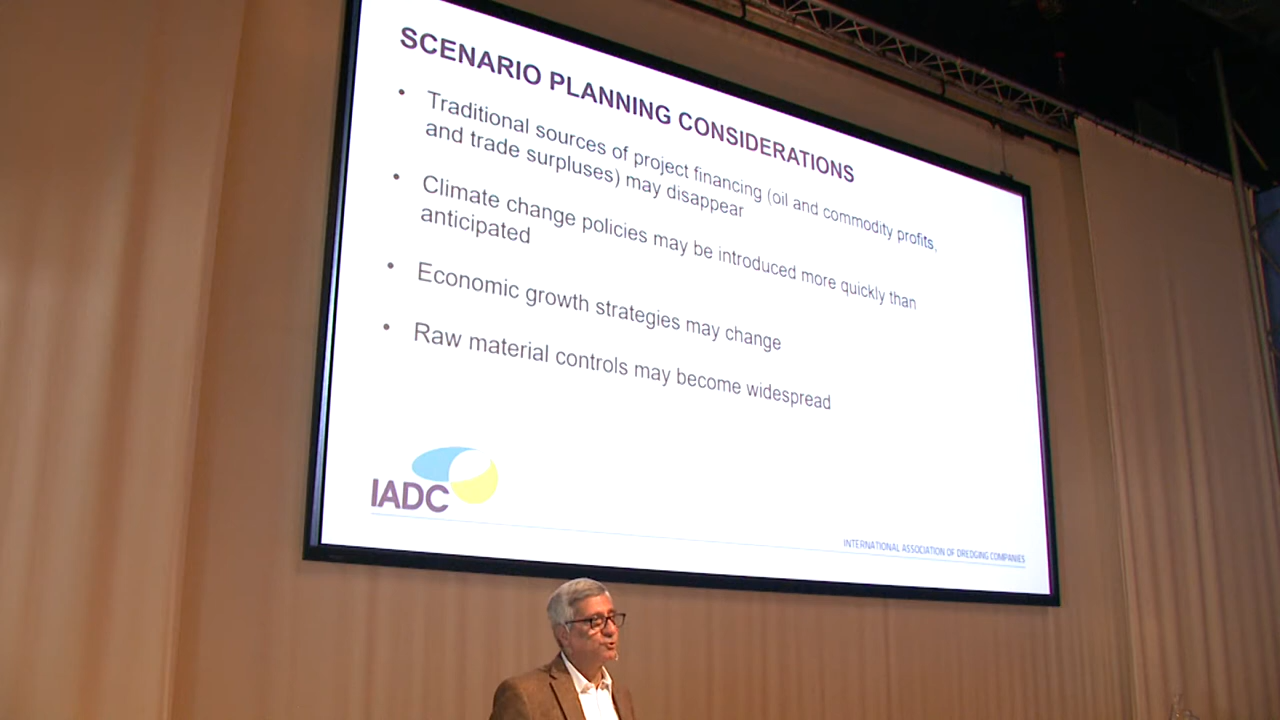 SCENARIO PLANNING CONSIDERATIONS
• Traditional sources of project financing (oil and commodity profits,
and trade surpluses) may disappear
• Climate change policies may be introduced more quickly than
anticipated
• Economic growth strategies may change
• Raw material controls may become widespread
IADC
INTERNATIONAL ASSOCIATION OF DREDGING COMPANIES